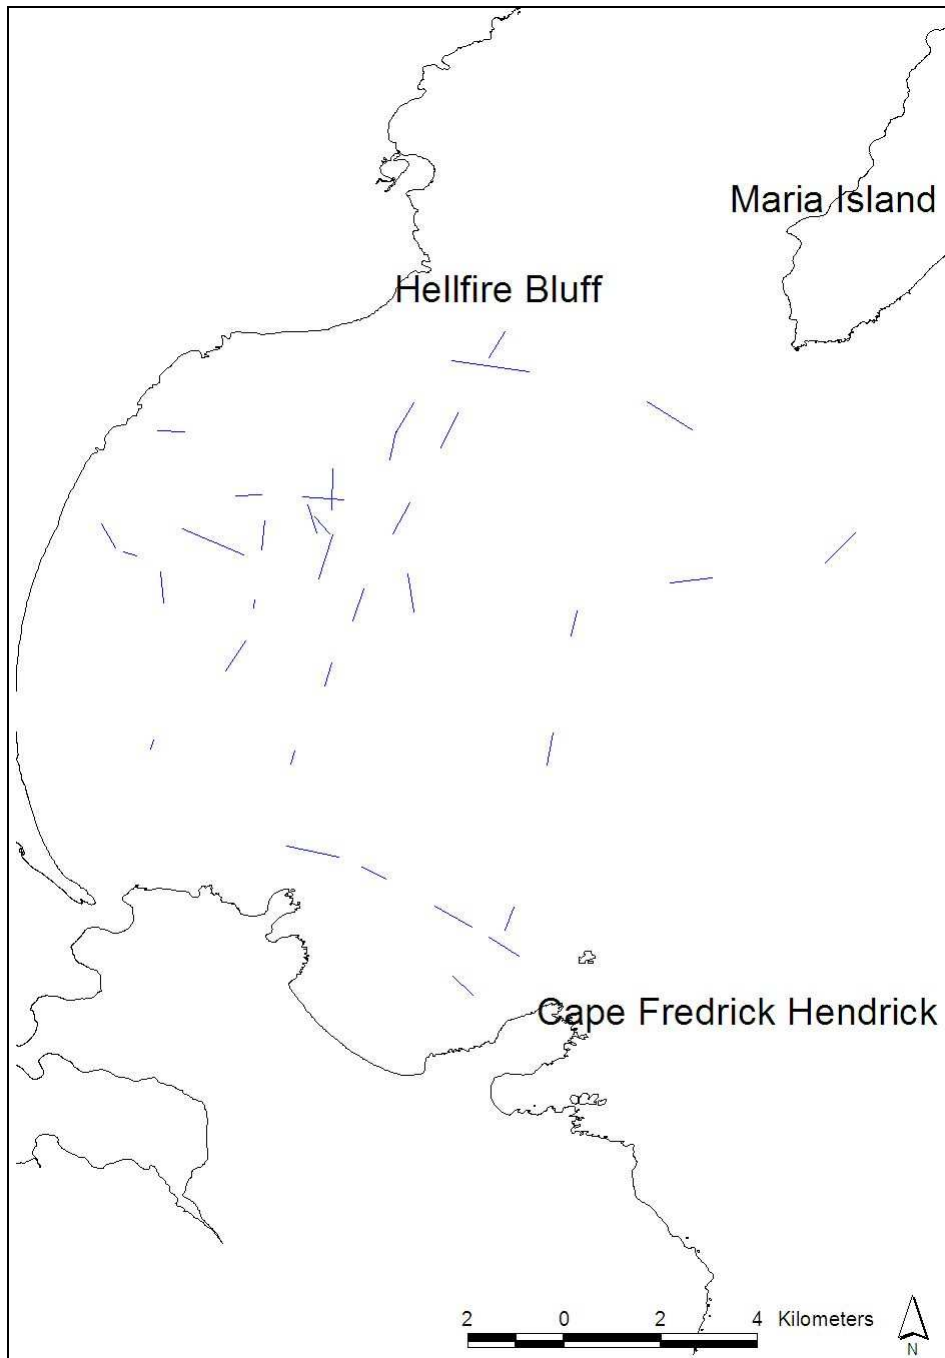 Maria Island
Hellfire Bluff
Cape Fredrick Hendrick
2 0 2 4 Kilometers
N